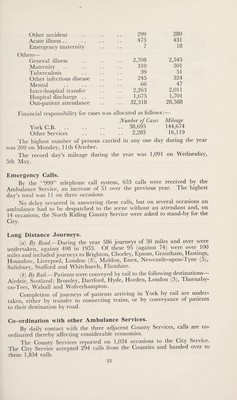 Other accident .. .. .. 299 280
Acute illness .. .. .. .. 473 431
Emergency maternity .. .. 7 18
Others—
General illness .. .. .. 2,708 2,545
Maternity .. .. .. .. 310 301
Tuberculosis .. .. .. 39 51
Other infectious disease .. .. 245 324
Mental .. .. .. .. 66 47
Inter-hospital transfer .. .. 2,263 2,011
Hospital discharge .. .. .. 1,675 1,701
Out-patient attendance .. .. 32,318 28,508
Financial responsibility for cases was allocated as follows:—
Number of Cases Mileage
York C.B. .. .. .. .. 38,695 144,674
Other Services .. .. .. 2,283 16,119
The highest number of persons carried in any one day during the year
was 209 on Monday, 11th October.
The record day's mileage during the year was 1,091 on Wednesday,
5th May.
Emergency Calls.
By the "999" telephone call system, 653 calls were received by the
Ambulance Service, an increase of 51 over the previous year. The highest
day's total was 11 on three occasions.
No delay occurred in answering these calls, but on several occasions an
ambulance had to be despatched to the scene without an attendant and, on
14 occasions, the North Riding County Service were asked to stand-by for the
City.
Long Distance Journeys.
(a) By Road.—During the year 586 journeys of 50 miles and over were
undertaken, against 498 in 1953. Of these 95 (against 74) were over 100
miles and included journeys to Brighton, Chorley, Epsom, Grantham, Hastings,
Hounslow, Liverpool, London (3), Maldon, Essex, Newcastle-upon-Tyne (5),
Salisbury, Stafford and Whitchurch, Flintshire.
(b) By Rail.—Patients were conveyed by rail to the following destinations—
Airdrie, Scotland; Bromley, Dartford, Hyde, Horden, London (3), Thornaby-
on-Tees, Walsall and Wolverhampton.
Completion of journeys of patients arriving in York by rail are under-
taken, either by transfer to connecting trains, or by conveyance of patients
to their destination by road.
Co-ordination with other Ambulance Services.
By daily contact with the three adjacent County Services, calls are co-
ordinated thereby affecting considerable economies.
The County Services reported on 1,034 occasions to the City Service.
The City Service accepted 294 calls from the Counties and handed over to
them 1,854 calls.
33